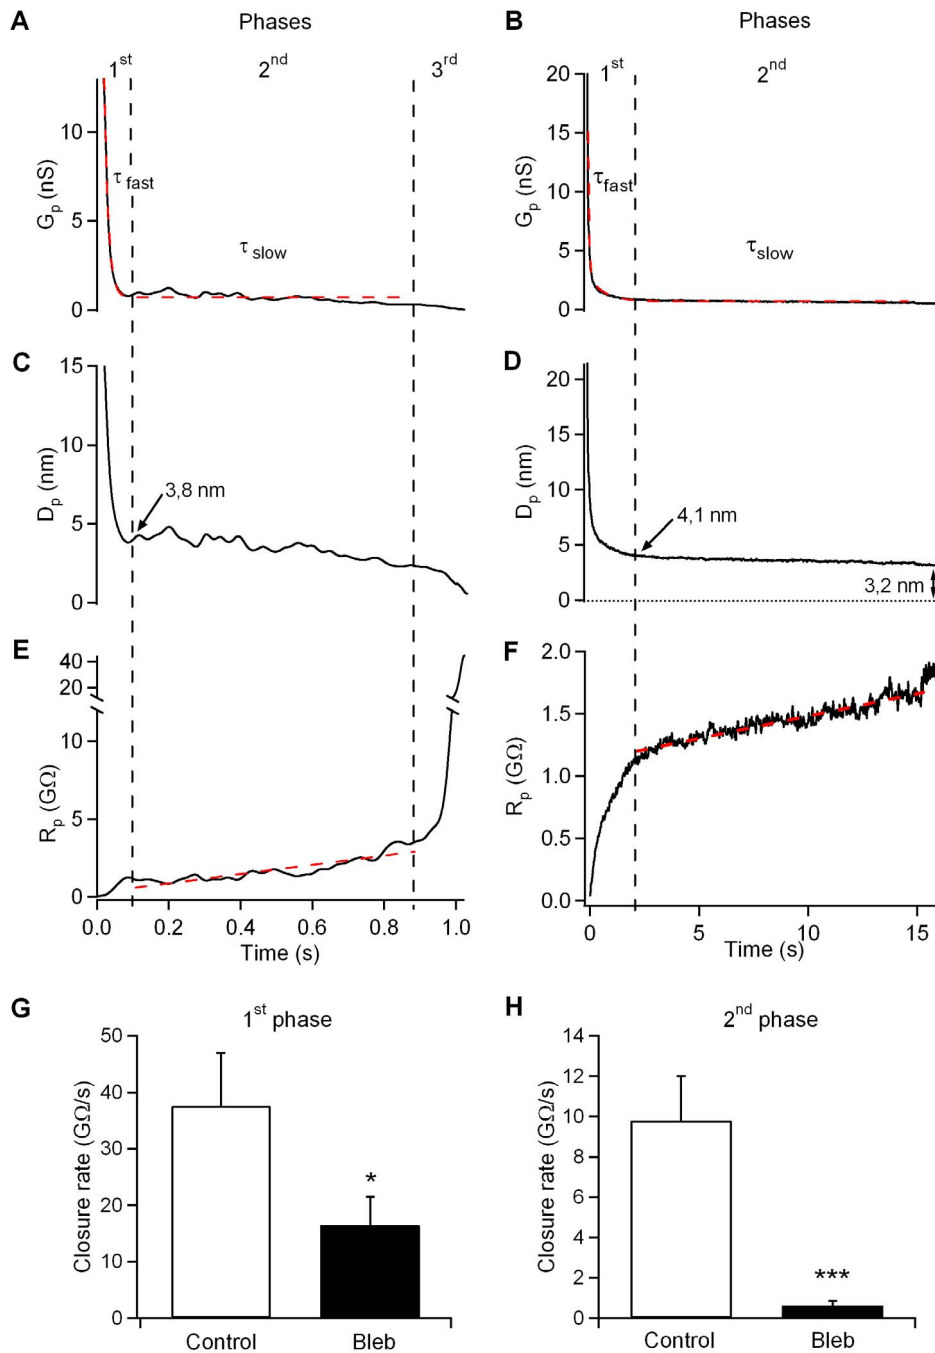 A
Phases
1st
2nd
3rd
Gp (nS)
10
5
0
τfast
τslow
B
Phases
1st
2nd
Gp (nS)
20
15
10
5
0
τfast
τslow
C
Dp (nm)
15
10
5
0
3,8 nm
D
Dp (nm)
20
15
10
5
0
4,1 nm
3,2 nm
E
Rp (GΩ)
40
20
10
5
0
0.0 0.2 0.4 0.6 0.8 1.0
Time (s)
F
Rp (GΩ)
2.0
1.5
1.0
0.5
0.0
0 5 10 15
Time (s)
G
1st phase
Closure rate (GΩ/s)
50
40
30
20
10
0
*
Control Bleb
H
2nd phase
Closure rate (GΩ/s)
14
12
10
8
6
4
2
0
***
Control Bleb